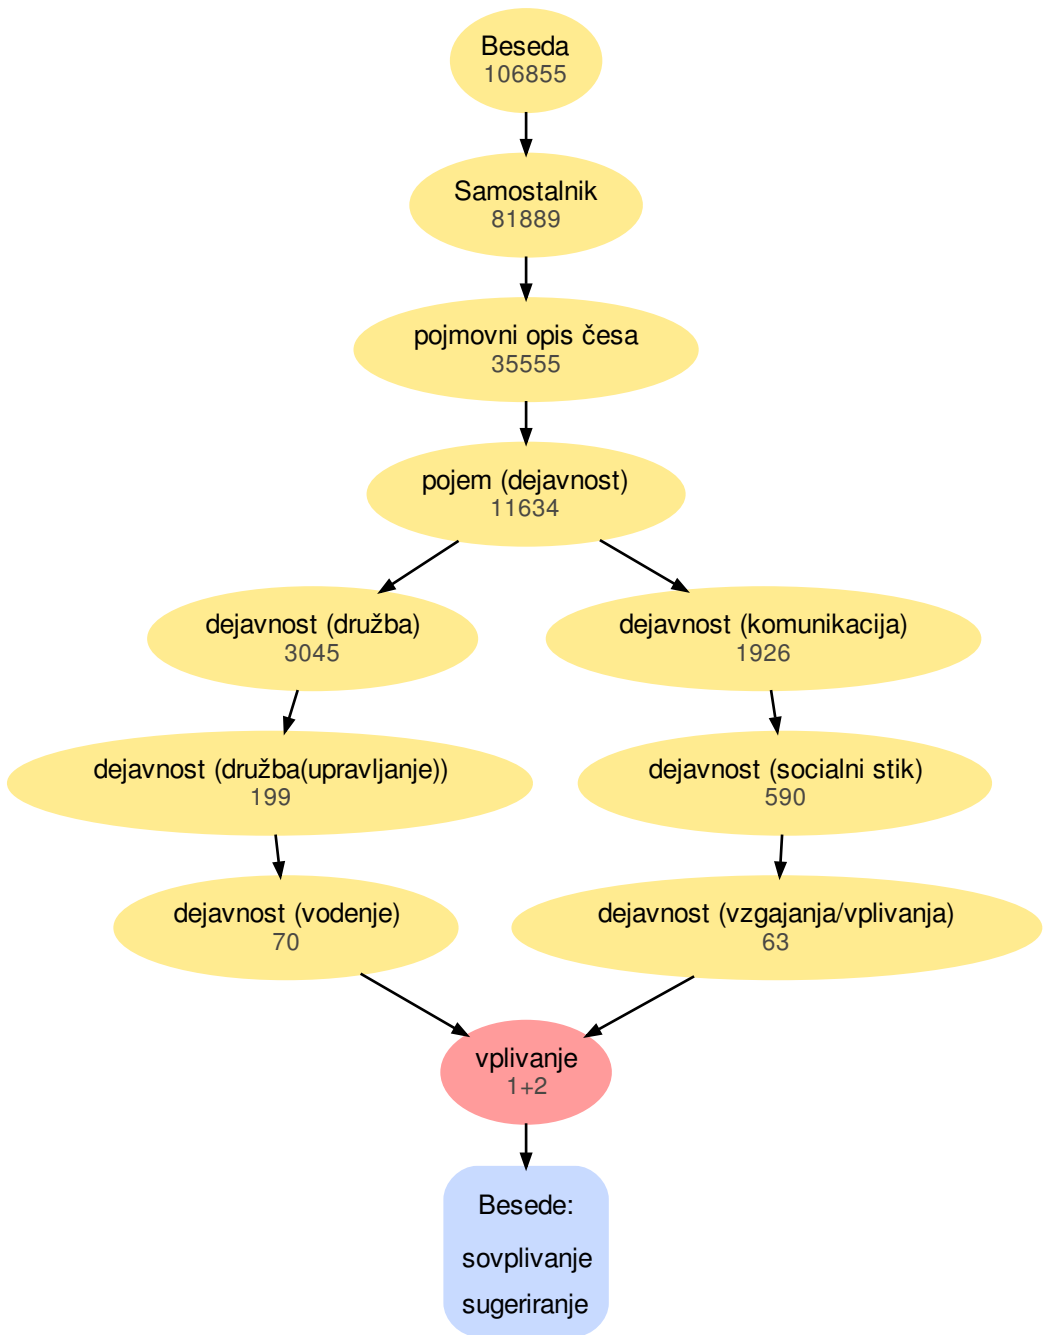 Beseda
106855
Samostalnik
81889
pojmovni opis česa
35555
pojem (dejavnost)
11634
dejavnost (družba)
3045
dejavnost (komunikacija)
1926
dejavnost (družba(upravljanje))
199
dejavnost (socialni stik)
590
dejavnost (vodenje)
70
dejavnost (vzgajanja/vplivanja)
63
vplivanje
1+2
Besede:
sovplivanje
sugeriranje